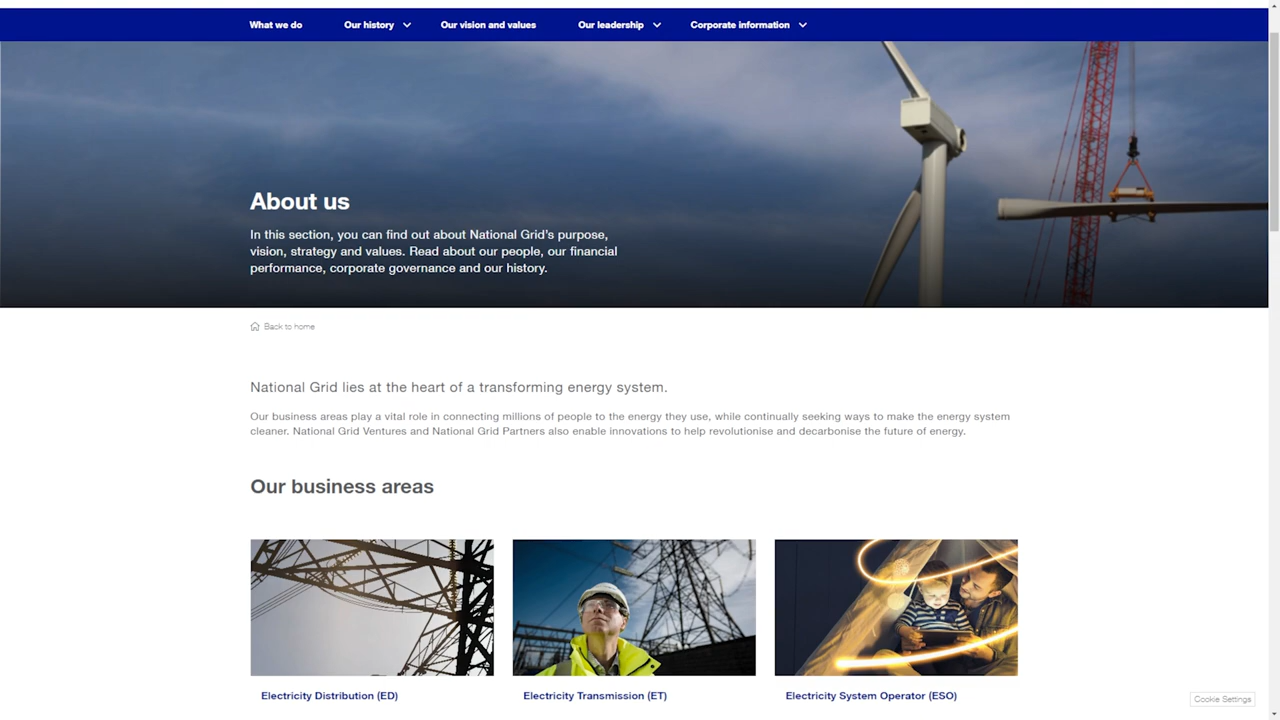 What we do
Our history
Our vision and values
Our leadership
Corporate information
About us
In this section, you can find out about National Grid's purpose,
vision, strategy and values. Read about our people, our financial
performance, corporate governance and our history.
Back to home
National Grid lies at the heart of a transforming energy system.
Our business areas play a vital role in connecting millions of people to the energy they use, while continually seeking ways to make the energy system
cleaner. National Grid Ventures and National Grid Partners also enable innovations to help revolutionise and decarbonise the future of energy.
Our business areas
Electricity Distribution (ED)
Electricity Transmission (ET)
Electricity System Operator (ESO)
Cookie Settings